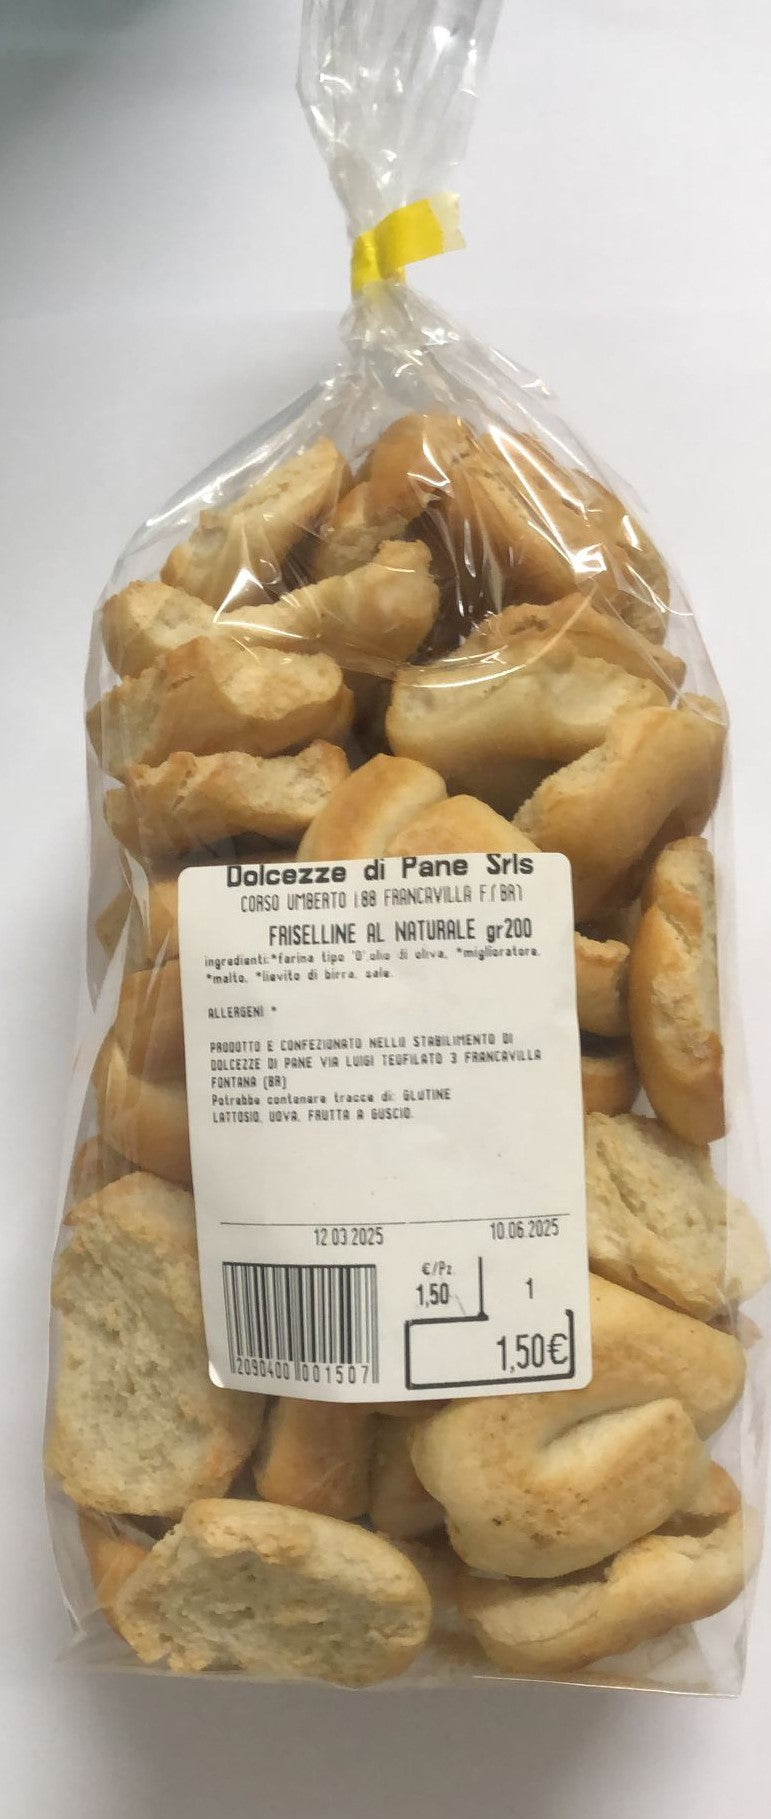 Dolcezze di Pane Srls
CORSO UMBERTO I 88 FRANCAVILLA F.(BR)
FRISELLINE AL NATURALE gr200
ingredienti:*farina tipo '0' olio di oliva, *miglioratore,
*malto, *lievito di birra, sale.
ALLERGENI *
PRODOTTO E CONFEZIONATO NELLO STABILIMENTO DI
DOLCEZZE DI PANE VIA LUIGI TEOFILATO 3 FRANCAVILLA
FONTANA (BR)
Potrebbe contenere tracce di: GLUTINE
LATTOSIO, UOVA, FRUTTA A GUSCIO.
12.03.2025 10.06.2025
€/Pz
1,50 1
1,50€
2090400 001507